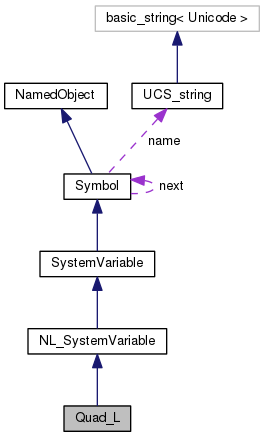 basic_string< Unicode >
NamedObject
UCS_string
name
Symbol
next
SystemVariable
NL_SystemVariable
Quad_L